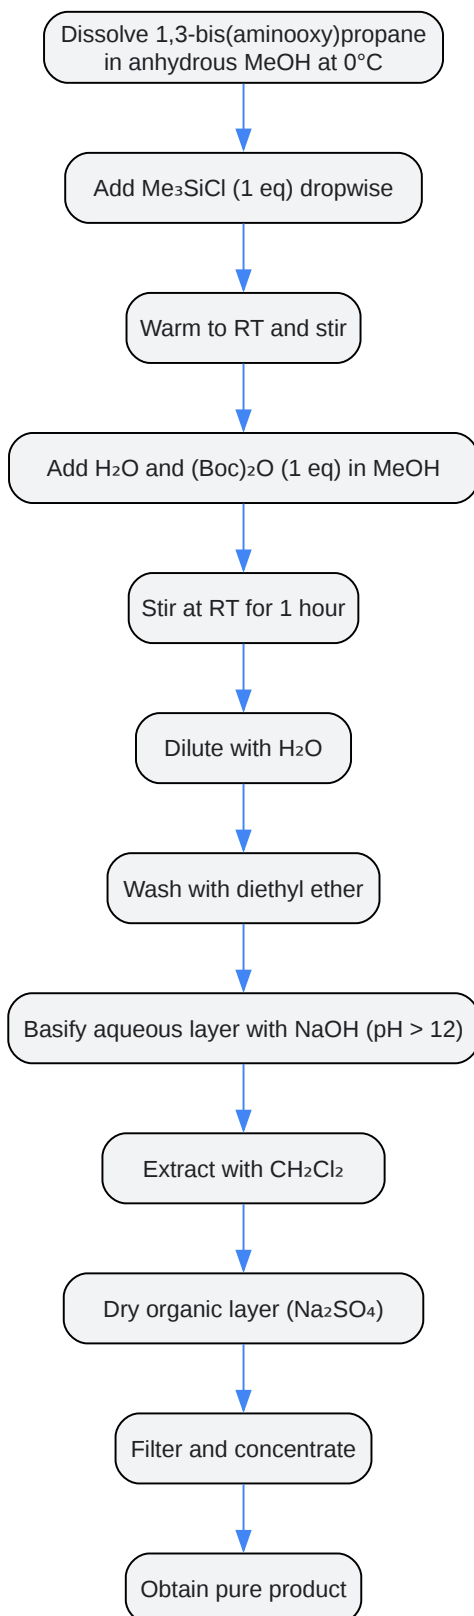 Dissolve 1,3-bis(aminooxy)propane
in anhydrous MeOH at 0°C
Add Me₃SiCl (1 eq) dropwise
Warm to RT and stir
Add H₂O and (Boc)₂O (1 eq) in MeOH
Stir at RT for 1 hour
Dilute with H₂O
Wash with diethyl ether
Basify aqueous layer with NaOH (pH > 12)
Extract with CH₂Cl₂
Dry organic layer (Na₂SO₄)
Filter and concentrate
Obtain pure product